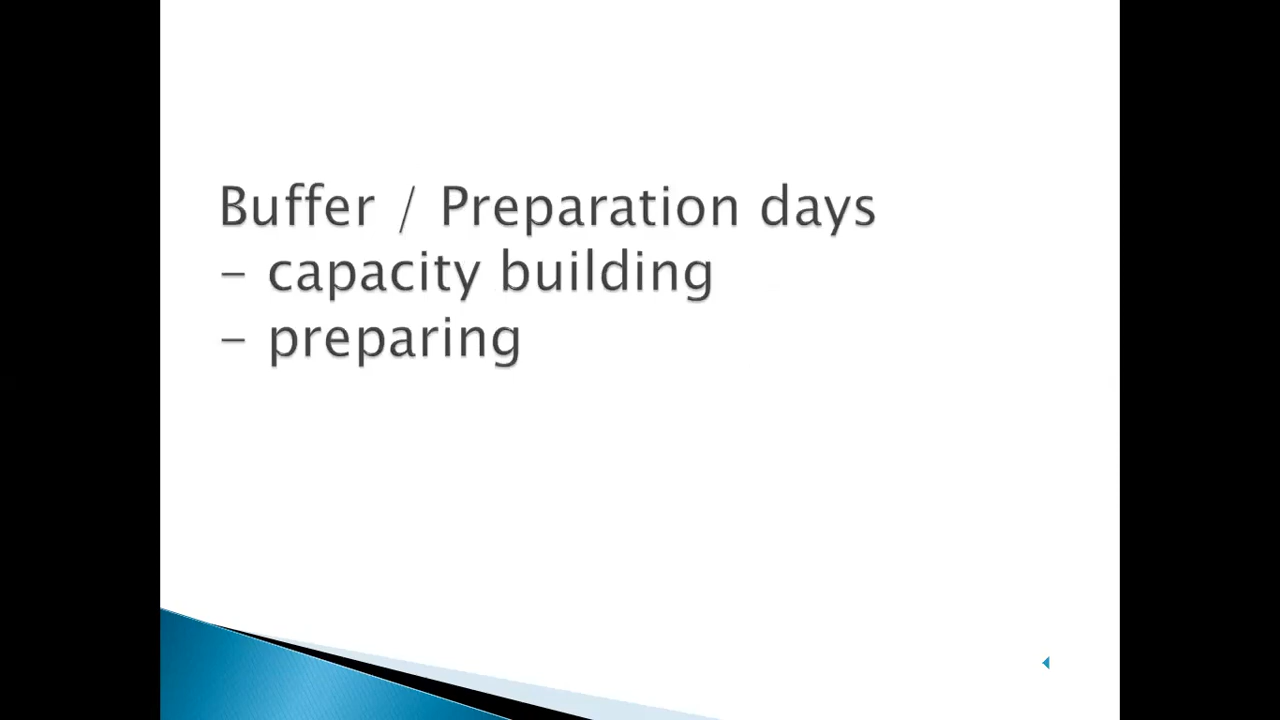 Buffer / Preparation days
- capacity building
- preparing